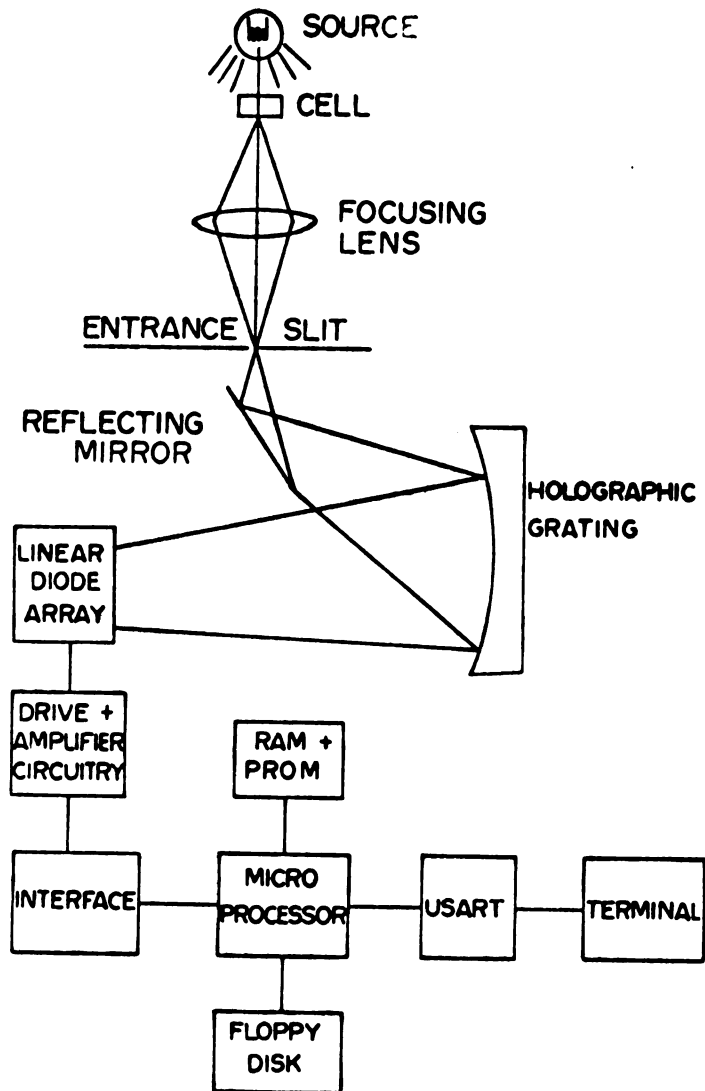 SOURCE
CELL
FOCUSING
LENS
ENTRANCE SLIT
REFLECTING
MIRROR
HOLOGRAPHIC
GRATING
LINEAR
DIODE
ARRAY
DRIVE +
AMPLIFIER
CIRCUITRY
RAM +
PROM
INTERFACE
MICRO
PROCESSOR
USART
TERMINAL
FLOPPY
DISK